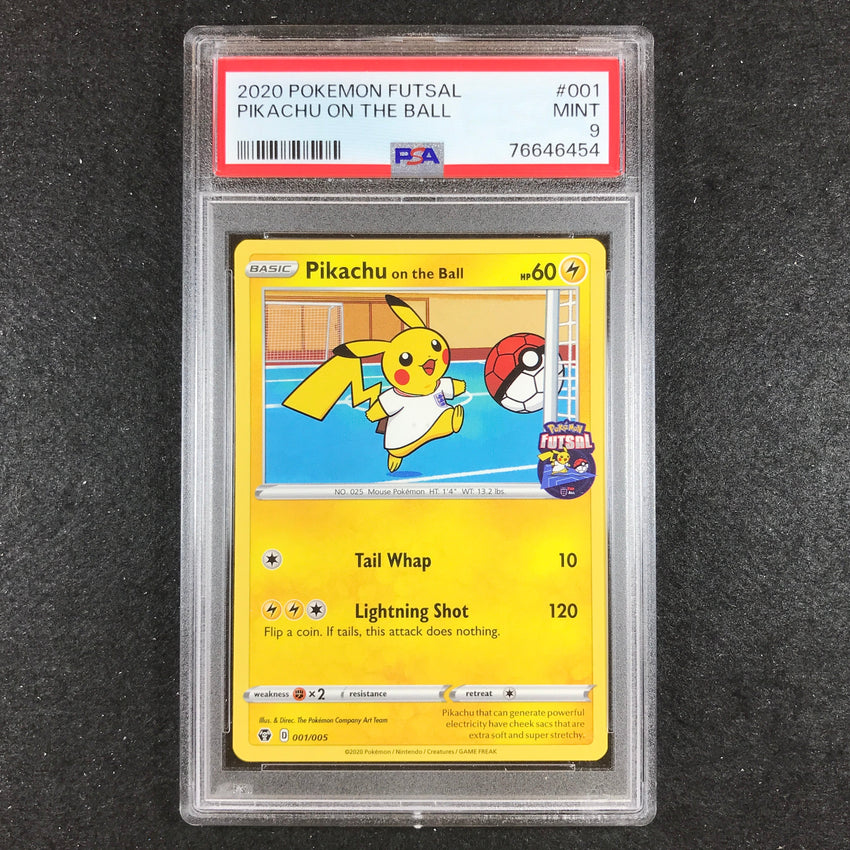 2020 POKEMON FUTSAL #001
PIKACHU ON THE BALL MINT
9
PSA 76646454
BASIC Pikachu on the Ball HP 60
Pokémon
FUTSAL
NO. 025 Mouse Pokémon HT: 1'4" WT: 13.2 lbs.
Tail Whap 10
Lightning Shot 120
Flip a coin. If tails, this attack does nothing.
weakness ×2 resistance retreat
Illus. & Direc. The Pokémon Company Art Team
Pikachu that can generate powerful
electricity have cheek sacs that are
extra soft and super stretchy.
D 001/005
©2020 Pokémon / Nintendo / Creatures / GAME FREAK